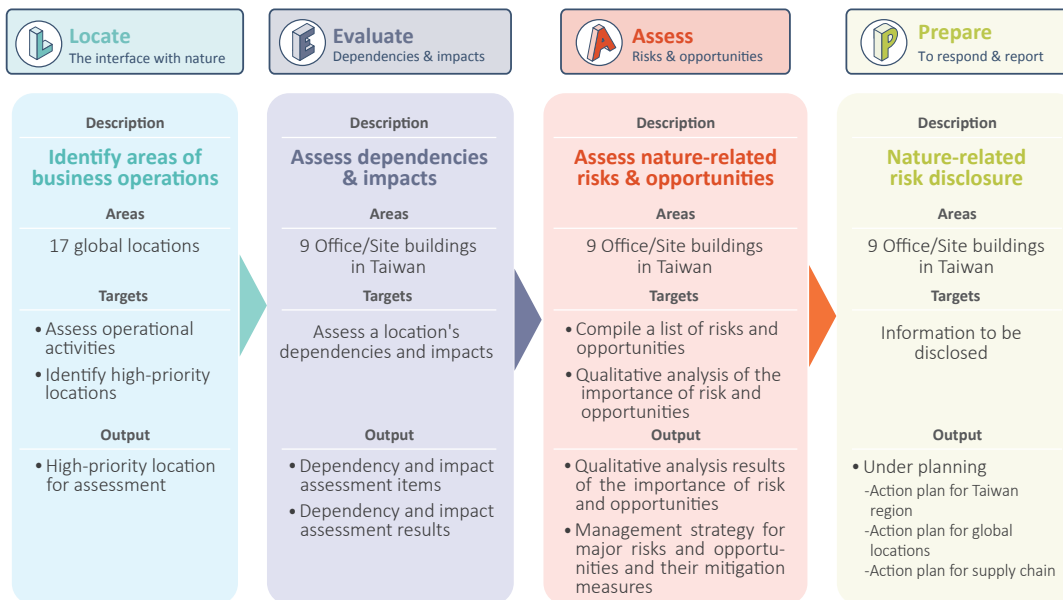 L
Locate
The interface with nature
Description
Identify areas of
business operations
Areas
17 global locations
Targets
• Assess operational
activities
• Identify high-priority
locations
Output
• High-priority location
for assessment
E
Evaluate
Dependencies & impacts
Description
Assess dependencies
& impacts
Areas
9 Office/Site buildings
in Taiwan
Targets
Assess a location's
dependencies and impacts
Output
• Dependency and impact
assessment items
• Dependency and impact
assessment results
A
Assess
Risks & opportunities
Description
Assess nature-related
risks & opportunities
Areas
9 Office/Site buildings
in Taiwan
Targets
• Compile a list of risks and
opportunities
• Qualitative analysis of the
importance of risk and
opportunities
Output
• Qualitative analysis results
of the importance of risk
and opportunities
• Management strategy for
major risks and opportu-
nities and their mitigation
measures
P
Prepare
To respond & report
Description
Nature-related
risk disclosure
Areas
9 Office/Site buildings
in Taiwan
Targets
Information to be
disclosed
Output
• Under planning
-Action plan for Taiwan
region
-Action plan for global
locations
-Action plan for supply chain